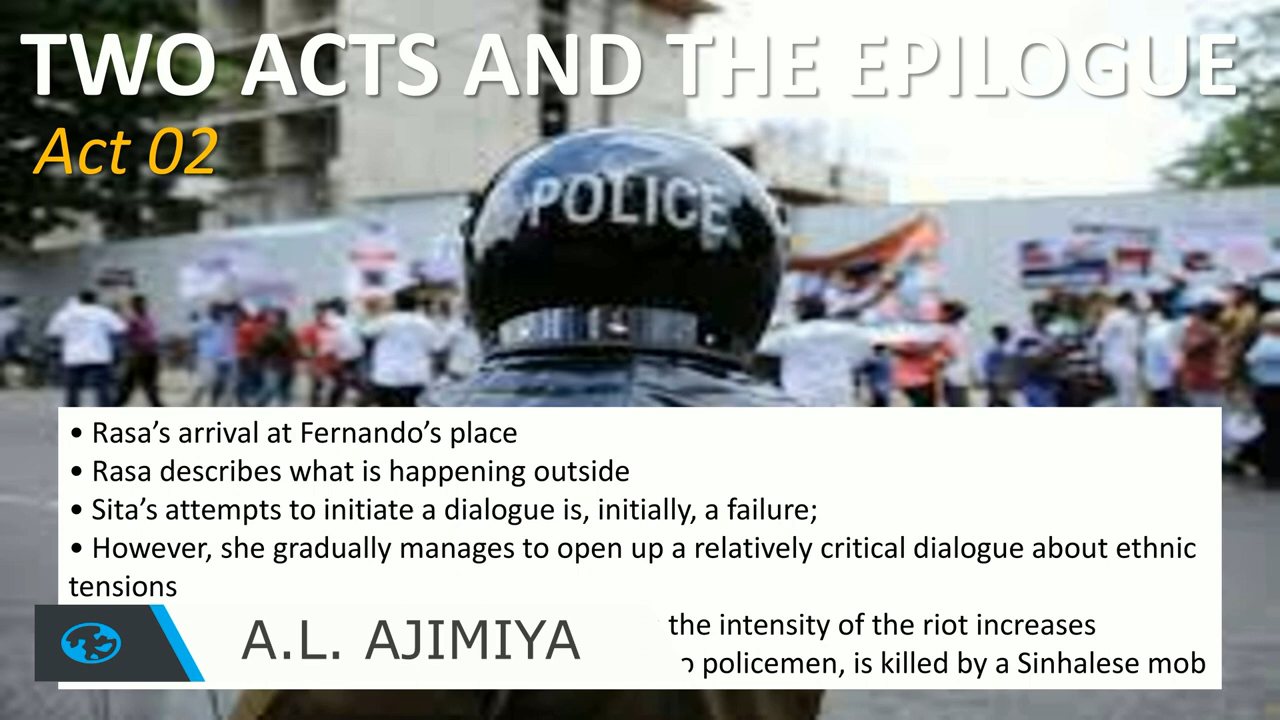 TWO ACTS AND THE EPILOGUE
Act 02
POLICE
• Rasa’s arrival at Fernando’s place
• Rasa describes what is happening outside
• Sita’s attempts to initiate a dialogue is, initially, a failure;
• However, she gradually manages to open up a relatively critical dialogue about ethnic
tensions
the intensity of the riot increases
policemen, is killed by a Sinhalese mob
A.L. AJIMIYA